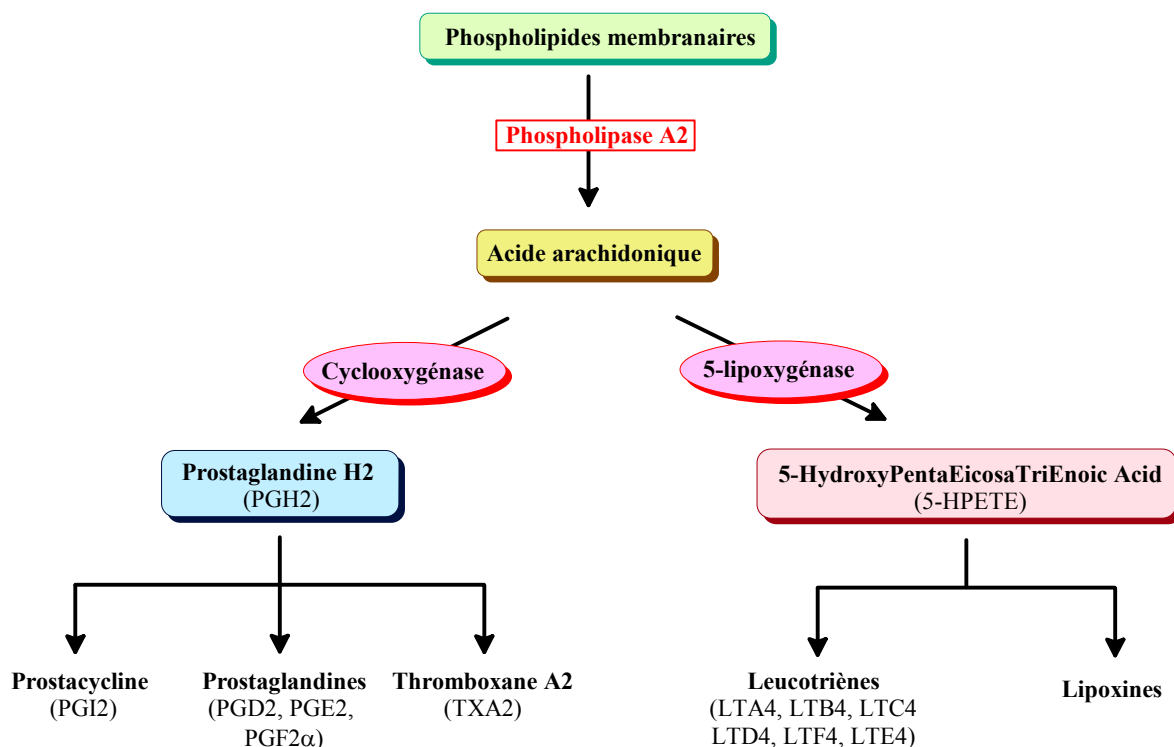 Phospholipides membranaires
Phospholipase A2
Acide arachidonique
Cyclooxygénase
5-lipoxygénase
Prostaglandine H2
(PGH2)
5-HydroxyPentaEicosaTriEnoic Acid
(5-HPETE)
Prostacycline
(PGI2)
Prostaglandines
(PGD2, PGE2,
PGF2α)
Thromboxane A2
(TXA2)
Leucotriènes
(LTA4, LTB4, LTC4
LTD4, LTF4, LTE4)
Lipoxines